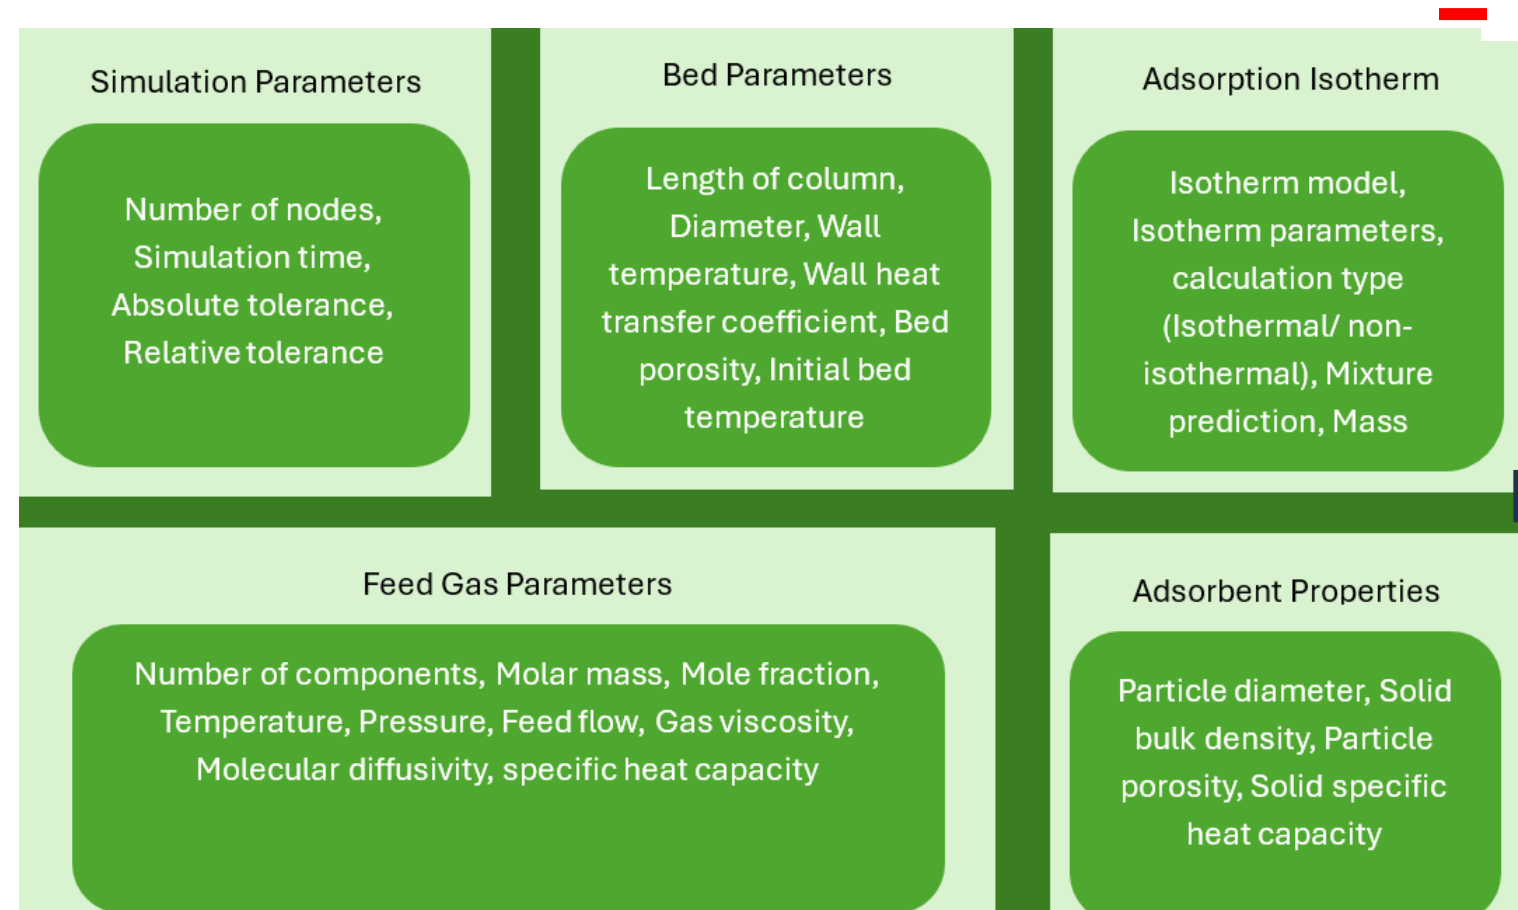 Simulation Parameters
Number of nodes,
Simulation time,
Absolute tolerance,
Relative tolerance
Bed Parameters
Length of column,
Diameter, Wall
temperature, Wall heat
transfer coefficient, Bed
porosity, Initial bed
temperature
Adsorption Isotherm
Isotherm model,
Isotherm parameters,
calculation type
(Isothermal/ non-
isothermal), Mixture
prediction, Mass
Feed Gas Parameters
Number of components, Molar mass, Mole fraction,
Temperature, Pressure, Feed flow, Gas viscosity,
Molecular diffusivity, specific heat capacity
Adsorbent Properties
Particle diameter, Solid
bulk density, Particle
porosity, Solid specific
heat capacity